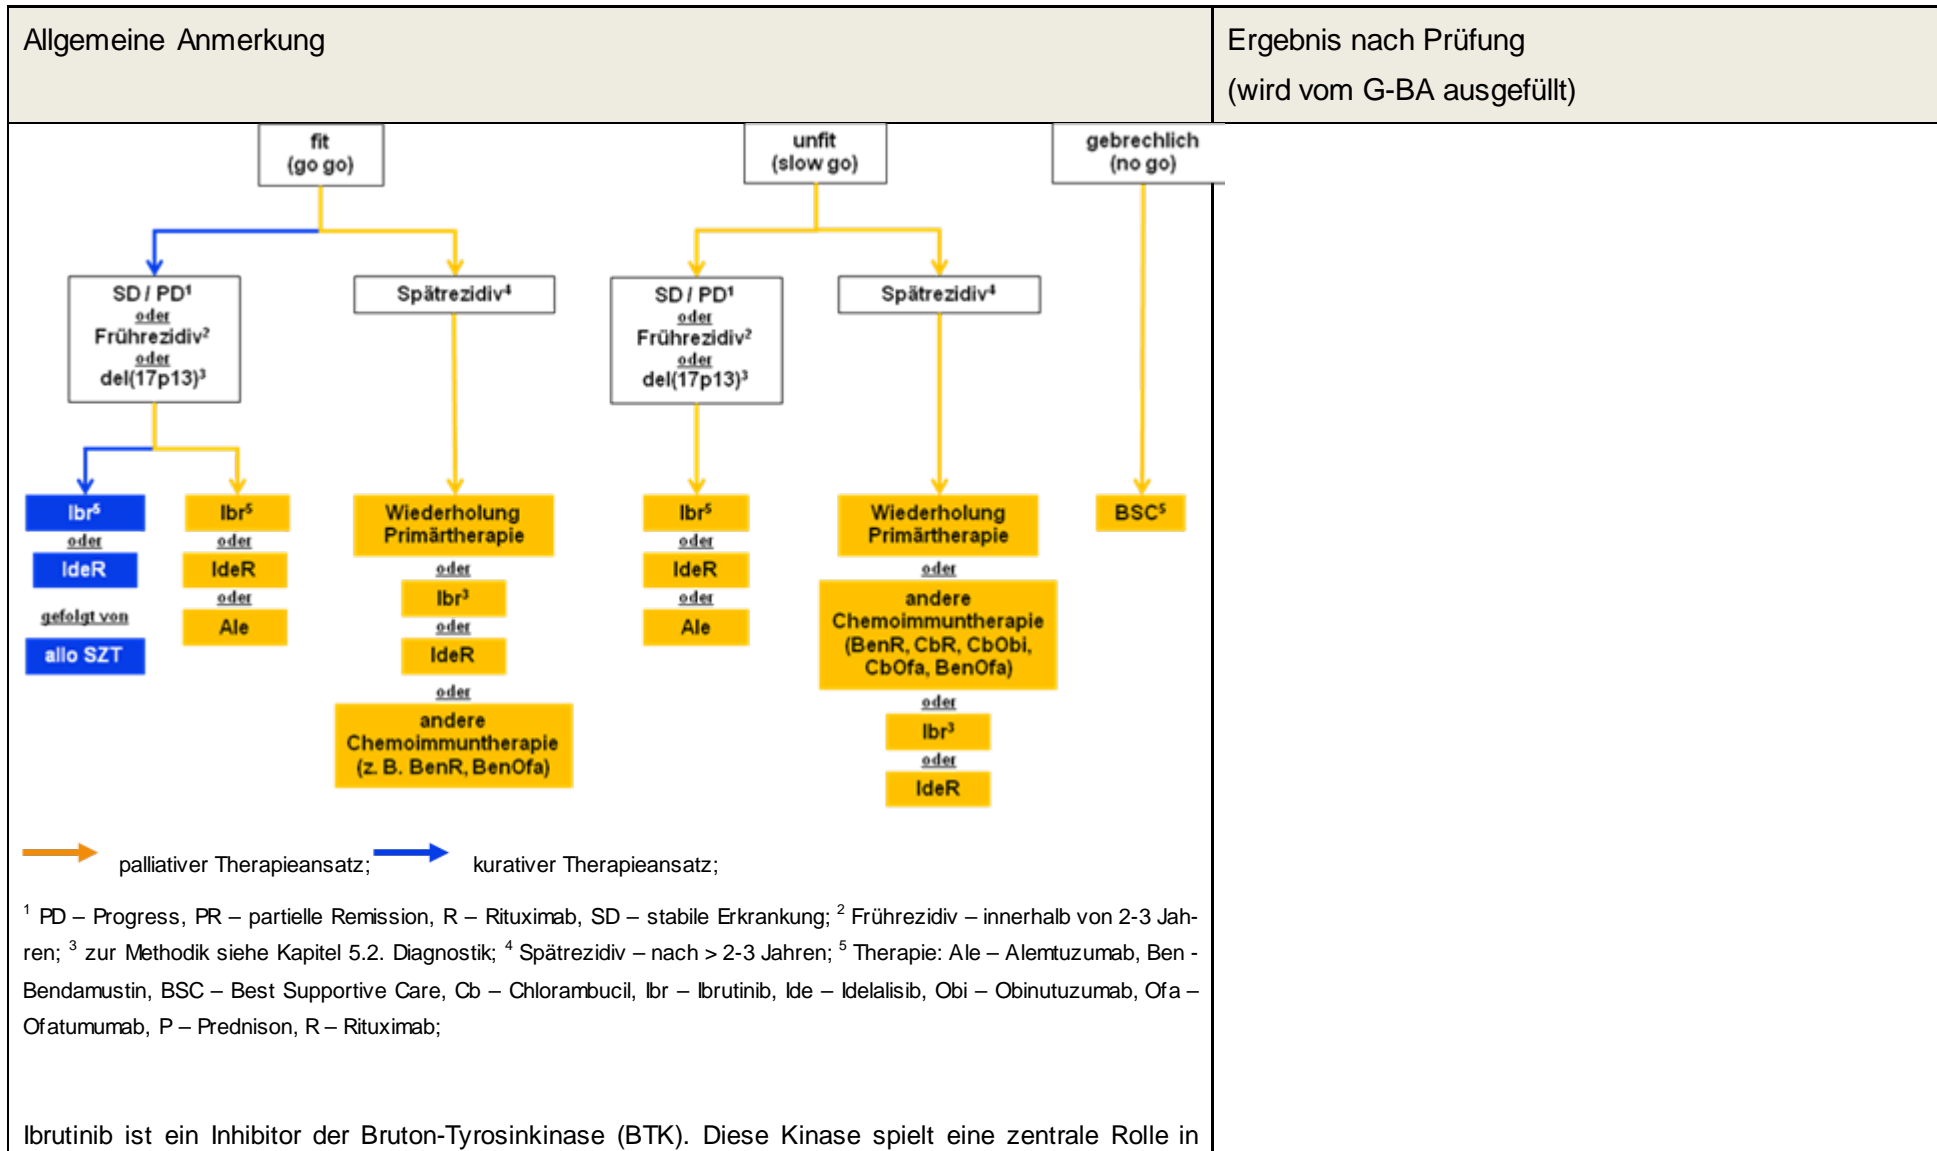 Allgemeine Anmerkung
Ergebnis nach Prüfung
(wird vom G-BA ausgefüllt)
fit
(go go)
unfit
(slow go)
gebrechlich
(no go)
SD / PD¹
oder
Frührezidiv²
oder
del(17p13)³
Spätrezidiv⁴
SD / PD¹
oder
Frührezidiv²
oder
del(17p13)³
Spätrezidiv⁴
Ibr⁵
oder
IdeR
gefolgt von
allo SZT
Ibr⁵
oder
IdeR
oder
Ale
Wiederholung
Primärtherapie
oder
Ibr³
oder
IdeR
oder
andere
Chemoimmuntherapie
(z. B. BenR, BenOfa)
Ibr⁵
oder
IdeR
oder
Ale
Wiederholung
Primärtherapie
oder
andere
Chemoimmuntherapie
(BenR, CbR, CbObi,
CbOfa, BenOfa)
oder
Ibr³
oder
IdeR
BSC⁵
palliativer Therapieansatz; kurativer Therapieansatz;
¹ PD – Progress, PR – partielle Remission, R – Rituximab, SD – stabile Erkrankung; ² Frührezidiv – innerhalb von 2-3 Jah-
ren; ³ zur Methodik siehe Kapitel 5.2. Diagnostik; ⁴ Spätrezidiv – nach > 2-3 Jahren; ⁵ Therapie: Ale – Alemtuzumab, Ben -
Bendamustin, BSC – Best Supportive Care, Cb – Chlorambucil, Ibr – Ibrutinib, Ide – Idelalisib, Obi – Obinutuzumab, Ofa –
Ofatumumab, P – Prednison, R – Rituximab;
Ibrutinib ist ein Inhibitor der Bruton-Tyrosinkinase (BTK). Diese Kinase spielt eine zentrale Rolle in